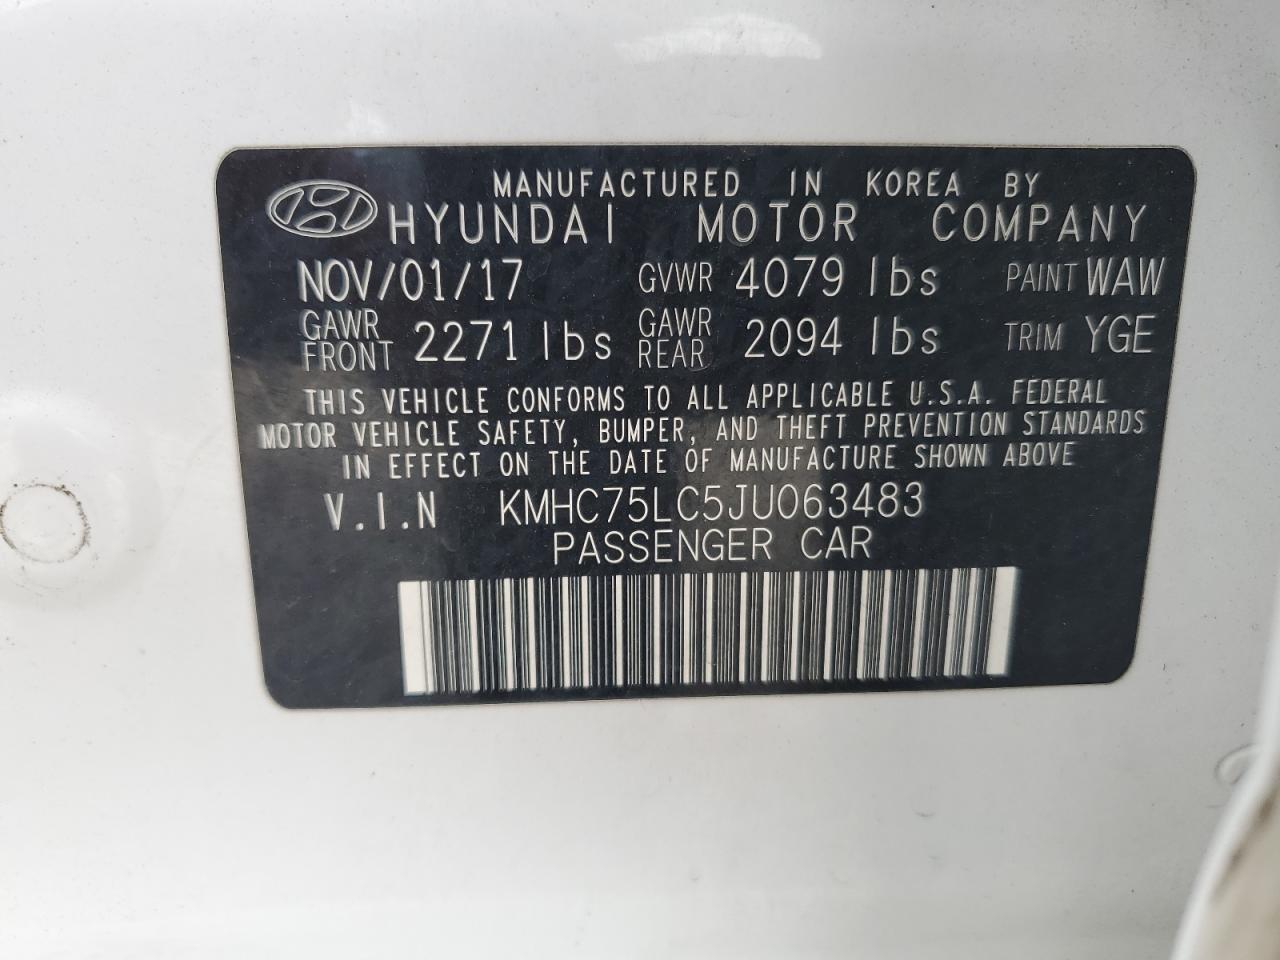 MANUFACTURED IN KOREA BY
HYUNDAI MOTOR COMPANY
NOV/01/17 GVWR 4079 lbs PAINT WAW
GAWR FRONT 2271 lbs GAWR REAR 2094 lbs TRIM YGE
THIS VEHICLE CONFORMS TO ALL APPLICABLE U.S.A. FEDERAL
MOTOR VEHICLE SAFETY, BUMPER, AND THEFT PREVENTION STANDARDS
IN EFFECT ON THE DATE OF MANUFACTURE SHOWN ABOVE
V.I.N KMHC75LC5JU063483
PASSENGER CAR